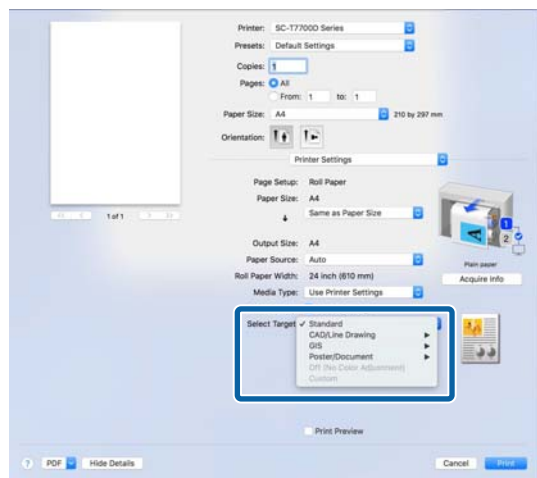 Printer: SC-T7700D Series
Presets: Default Settings
Copies: 1
Pages: All
From: 1 to: 1
Paper Size: A4 210 by 297 mm
Orientation:
Printer Settings
Page Setup: Roll Paper
Paper Size: A4
Same as Paper Size
1 of 1
Output Size: A4
Paper Source: Auto
1
2
Plain paper
Roll Paper Width: 24 inch (610 mm)
Acquire Info
Media Type: Use Printer Settings
Select Target ✓ Standard
CAD/Line Drawing
GIS
Poster/Document
Off (No Color Adjustment)
Custom
Print Preview
? PDF Hide Details Cancel Print